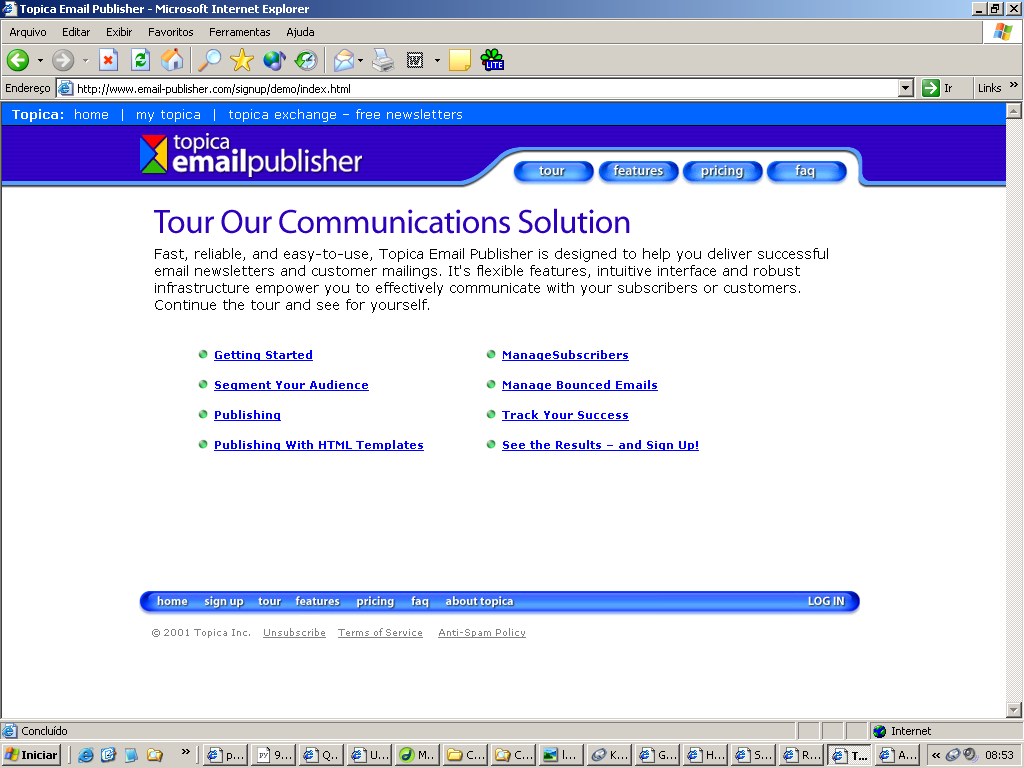 Topica Email Publisher - Microsoft Internet Explorer
Arquivo Editar Exibir Favoritos Ferramentas Ajuda
LITE
Endereço http://www.email-publisher.com/signup/demo/index.html Ir Links »
Topica: home | my topica | topica exchange – free newsletters
topica
emailpublisher
tour features pricing faq
Tour Our Communications Solution
Fast, reliable, and easy-to-use, Topica Email Publisher is designed to help you deliver successful
email newsletters and customer mailings. It's flexible features, intuitive interface and robust
infrastructure empower you to effectively communicate with your subscribers or customers.
Continue the tour and see for yourself.
Getting Started ManageSubscribers
Segment Your Audience Manage Bounced Emails
Publishing Track Your Success
Publishing With HTML Templates See the Results – and Sign Up!
home sign up tour features pricing faq about topica LOG IN
© 2001 Topica Inc. Unsubscribe Terms of Service Anti-Spam Policy
Concluído Internet
Iniciar » p... 9... Q... U... M... C... C... I... K... G... H... S... R... T... A... « 08:53